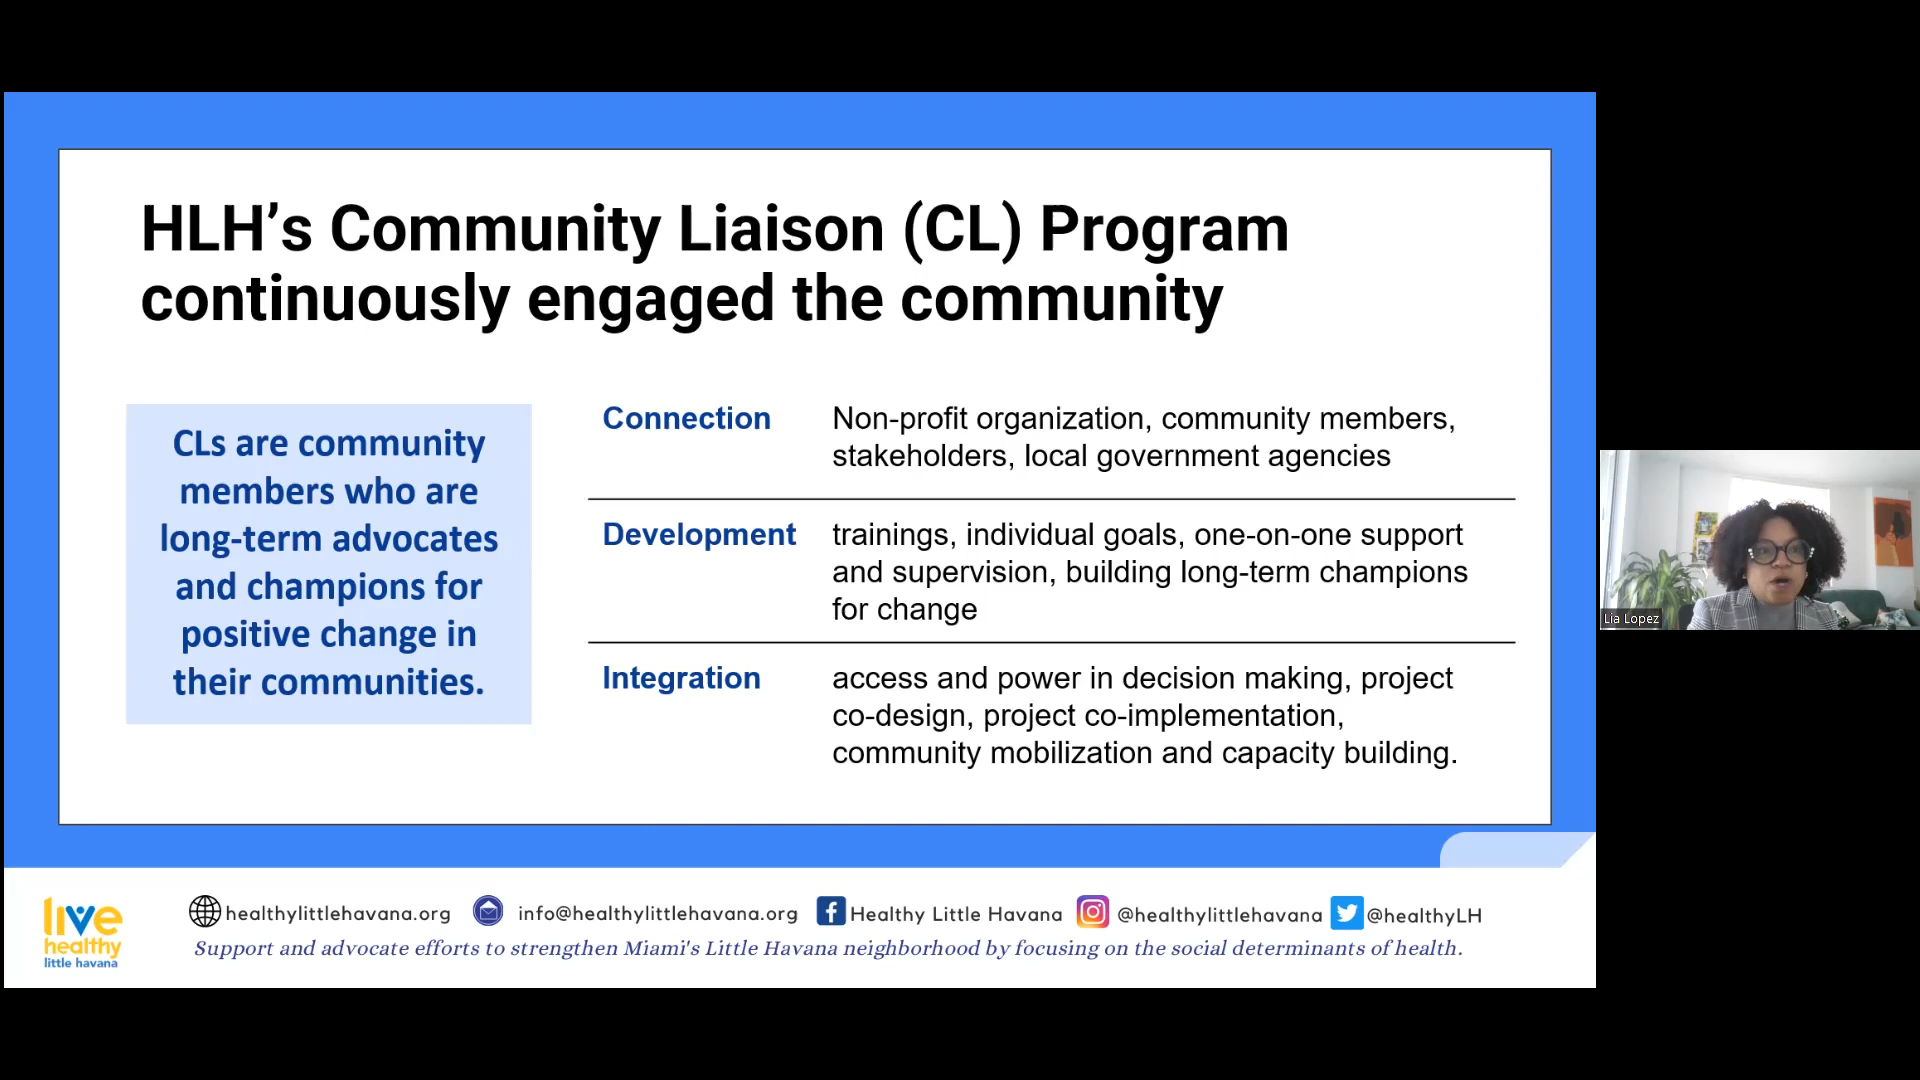 HLH’s Community Liaison (CL) Program
continuously engaged the community
CLs are community
members who are
long-term advocates
and champions for
positive change in
their communities.
Connection
Non-profit organization, community members,
stakeholders, local government agencies
Development
trainings, individual goals, one-on-one support
and supervision, building long-term champions
for change
Integration
access and power in decision making, project
co-design, project co-implementation,
community mobilization and capacity building.
Lia Lopez
live
healthy
little havana
healthylittlehavana.org
info@healthylittlehavana.org
Healthy Little Havana
@healthylittlehavana
@healthyLH
Support and advocate efforts to strengthen Miami's Little Havana neighborhood by focusing on the social determinants of health.